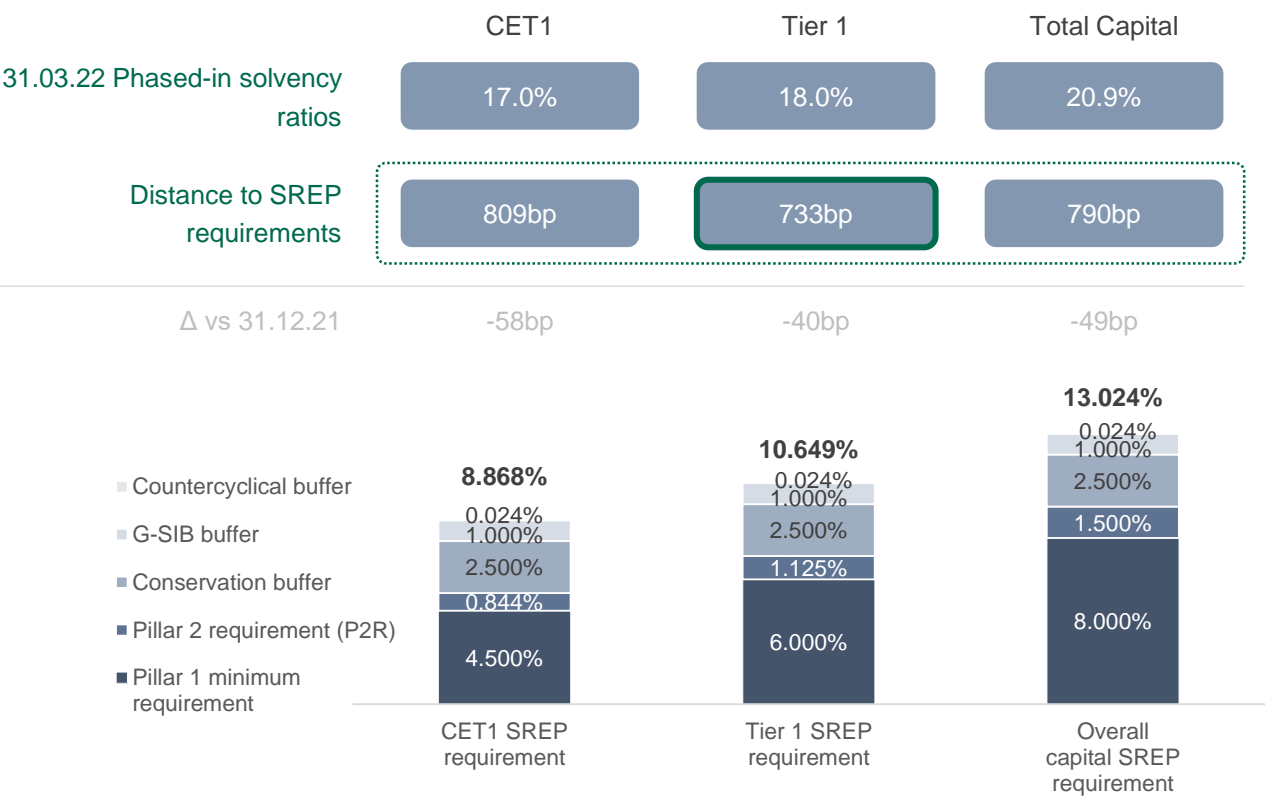 CET1
Tier 1
Total Capital
31.03.22 Phased-in solvency
ratios
17.0%
18.0%
20.9%
Distance to SREP
requirements
809bp
733bp
790bp
Δ vs 31.12.21
-58bp
-40bp
-49bp
Countercyclical buffer
G-SIB buffer
Conservation buffer
Pillar 2 requirement (P2R)
Pillar 1 minimum
requirement
8.868%
0.024%
1.000%
2.500%
0.844%
4.500%
CET1 SREP
requirement
10.649%
0.024%
1.000%
2.500%
1.125%
6.000%
Tier 1 SREP
requirement
13.024%
0.024%
1.000%
2.500%
1.500%
8.000%
Overall
capital SREP
requirement